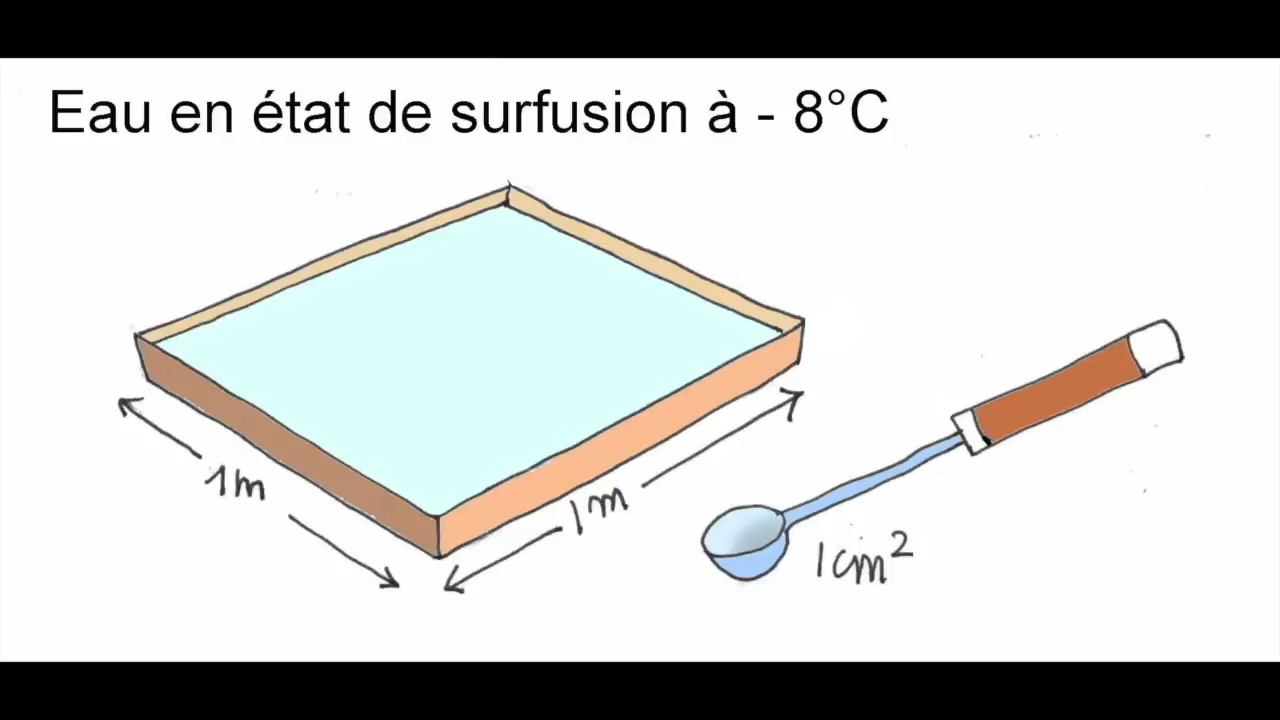 Eau en état de surfusion à - 8°C
1m
1m
1cm²